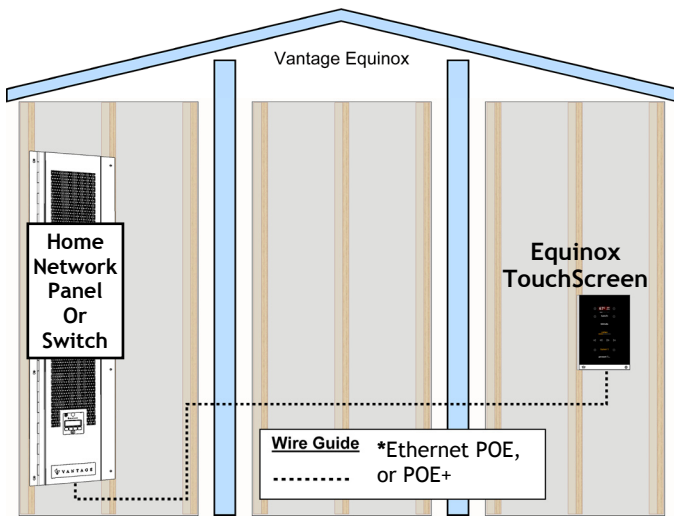 Vantage Equinox
Home
Network
Panel
Or
Switch
Equinox
TouchScreen
VANTAGE
Wire Guide
*Ethernet POE,
or POE+